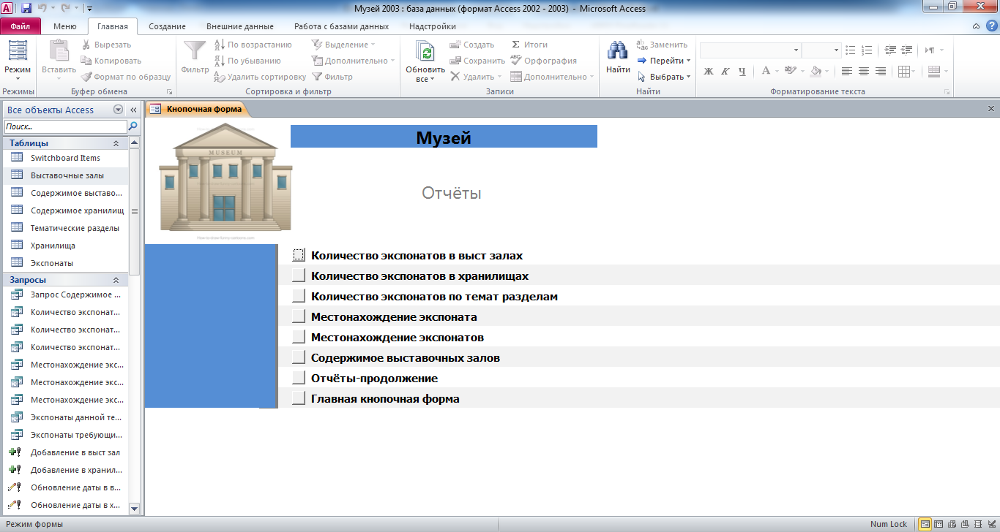 Музей 2003 : база данных (формат Access 2002 - 2003) - Microsoft Access
Файл Меню Главная Создание Внешние данные Работа с базами данных Надстройки
Режим
Режимы
Вставить
Вырезать
Копировать
Формат по образцу
Буфер обмена
Фильтр
По возрастанию
По убыванию
Удалить сортировку
Выделение
Дополнительно
Фильтр
Сортировка и фильтр
Обновить
все
Создать
Сохранить
Удалить
Итоги
Орфография
Дополнительно
Записи
Найти
Заменить
Перейти
Выбрать
Найти
Ж К Ч А
Форматирование текста
Все объекты Access
Поиск...
Таблицы
Switchboard Items
Выставочные залы
Содержимое выставо...
Содержимое хранилищ
Тематические разделы
Хранилища
Экспонаты
Запросы
Запрос Содержимое ...
Количество экспонат...
Количество экспонат...
Количество экспонат...
Местонахождение экс...
Местонахождение экс...
Местонахождение экс...
Экспонаты данной те...
Экспонаты требующи...
Добавление в выст зал
Добавление в хранил...
Обновление даты в в...
Обновление даты в х...
Кнопочная форма
MUSEUM
Музей
Отчёты
Количество экспонатов в выст залах
Количество экспонатов в хранилищах
Количество экспонатов по темат разделам
Местонахождение экспоната
Местонахождение экспонатов
Содержимое выставочных залов
Отчёты-продолжение
Главная кнопочная форма
Режим формы
Num Lock